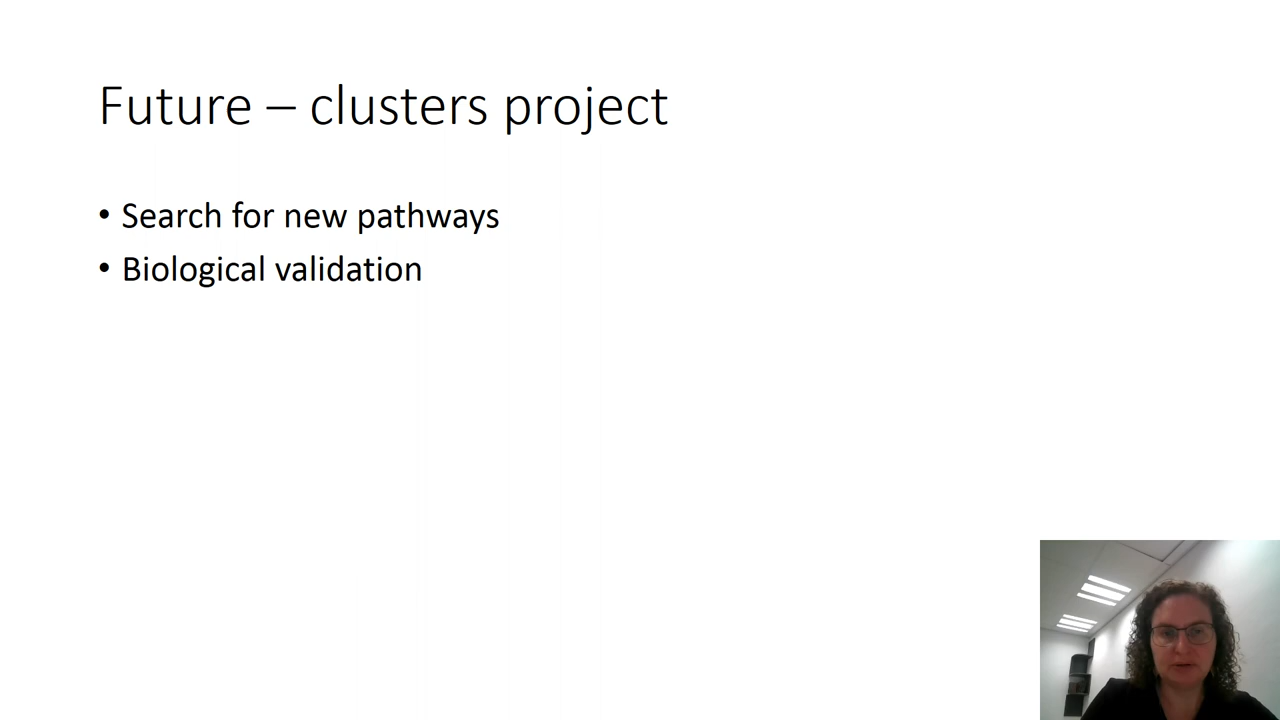 Future – clusters project
• Search for new pathways
• Biological validation